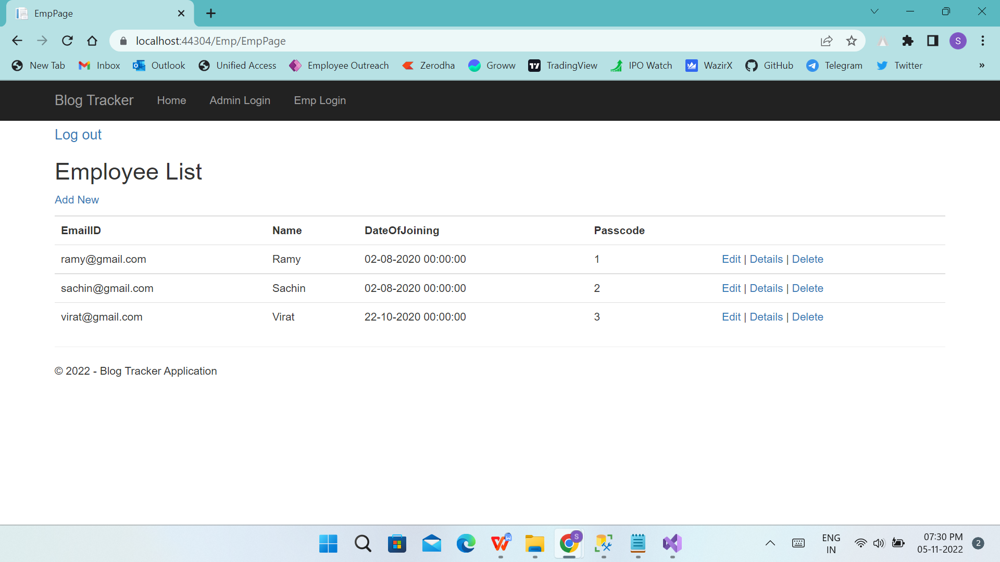 EmpPage
localhost:44304/Emp/EmpPage
S
New Tab Inbox Outlook Unified Access Employee Outreach Zerodha Groww TradingView IPO Watch WazirX GitHub Telegram Twitter »
Blog Tracker Home Admin Login Emp Login
Log out
Employee List
Add New
EmailID Name DateOfJoining Passcode
ramy@gmail.com Ramy 02-08-2020 00:00:00 1 Edit | Details | Delete
sachin@gmail.com Sachin 02-08-2020 00:00:00 2 Edit | Details | Delete
virat@gmail.com Virat 22-10-2020 00:00:00 3 Edit | Details | Delete
© 2022 - Blog Tracker Application
S
ENG
IN
07:30 PM
05-11-2022
2